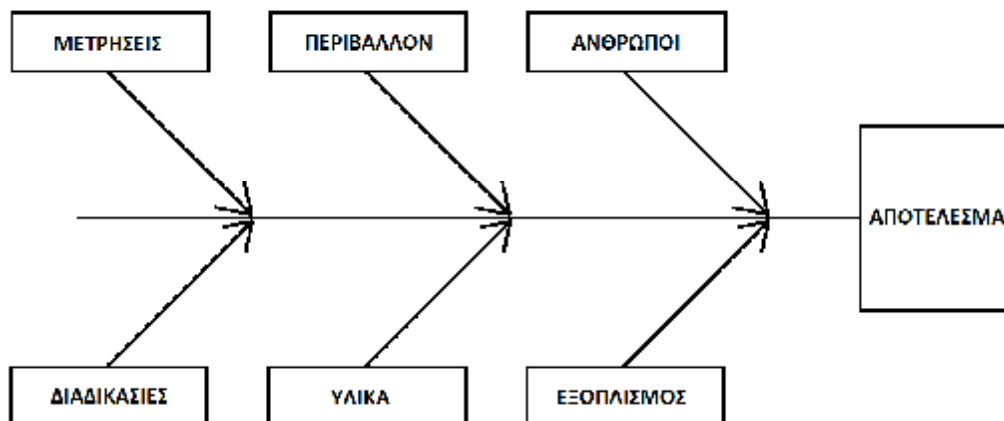 ΜΕΤΡΗΣΕΙΣ
ΠΕΡΙΒΑΛΛΟΝ
ΑΝΘΡΩΠΟΙ
ΑΠΟΤΕΛΕΣΜΑ
ΔΙΑΔΙΚΑΣΙΕΣ
ΥΛΙΚΑ
ΕΞΟΠΛΙΣΜΟΣ